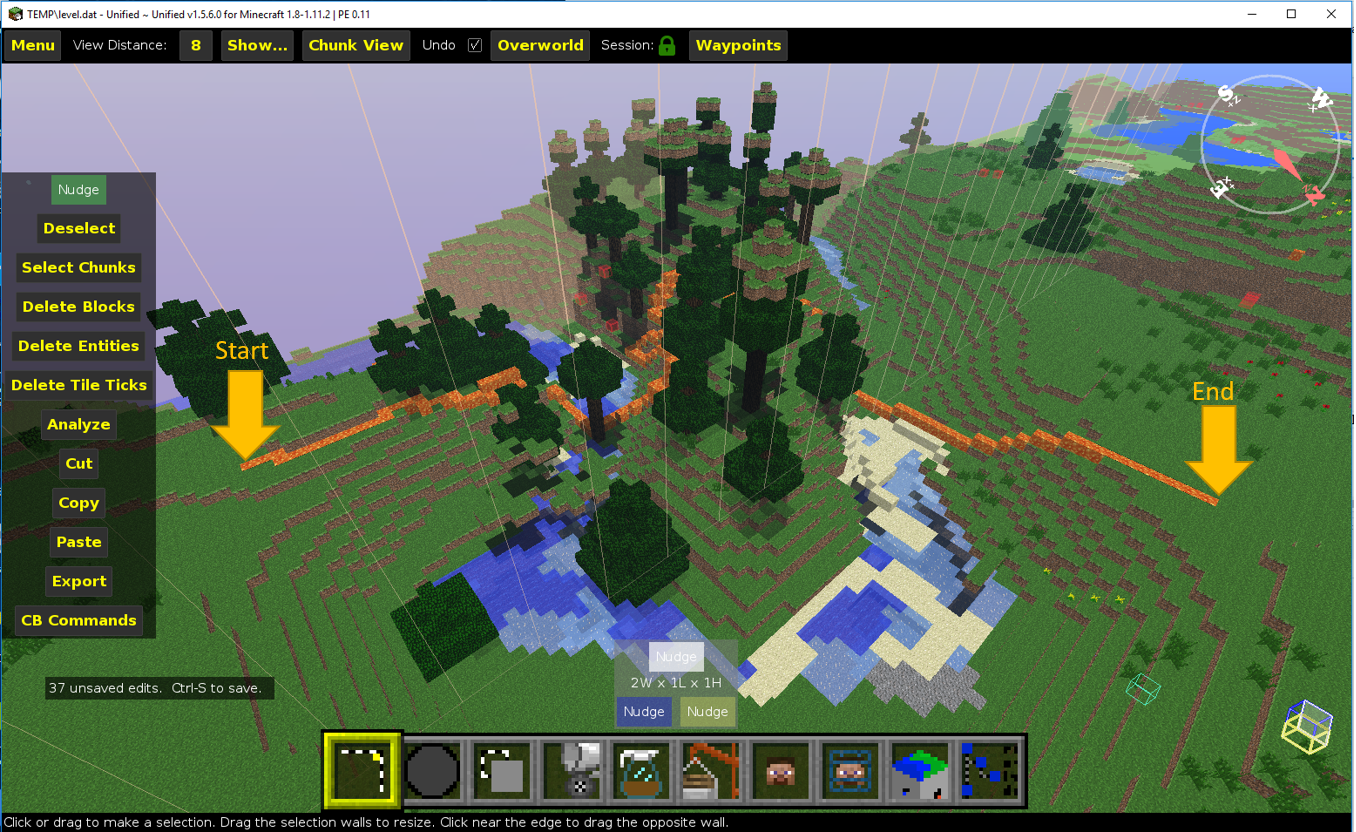 TEMP\level.dat - Unified ~ Unified v1.5.6.0 for Minecraft 1.8-1.11.2 | PE 0.11
Menu View Distance: 8 Show... Chunk View Undo Overworld Session: Waypoints
Nudge
Deselect
Select Chunks
Delete Blocks
Delete Entities
Delete Tile Ticks
Analyze
Cut
Copy
Paste
Export
CB Commands
Start
End
37 unsaved edits. Ctrl-S to save.
Nudge
2W x 1L x 1H
Nudge Nudge
Click or drag to make a selection. Drag the selection walls to resize. Click near the edge to drag the opposite wall.